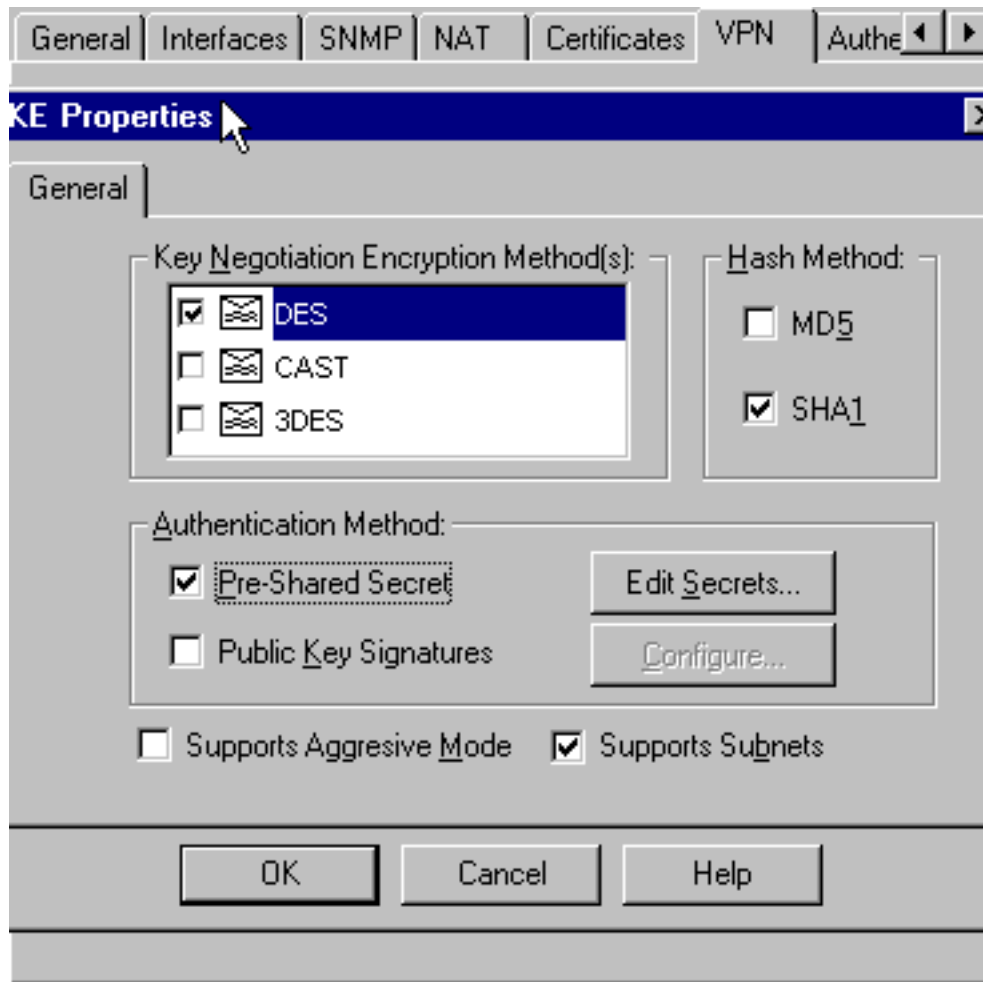 General Interfaces SNMP NAT Certificates VPN Authe
KE Properties
General
Key Negotiation Encryption Method(s):
DES
CAST
3DES
Hash Method:
MD5
SHA1
Authentication Method:
Pre-Shared Secret
Edit Secrets...
Public Key Signatures
Configure...
Supports Aggresive Mode
Supports Subnets
OK Cancel Help